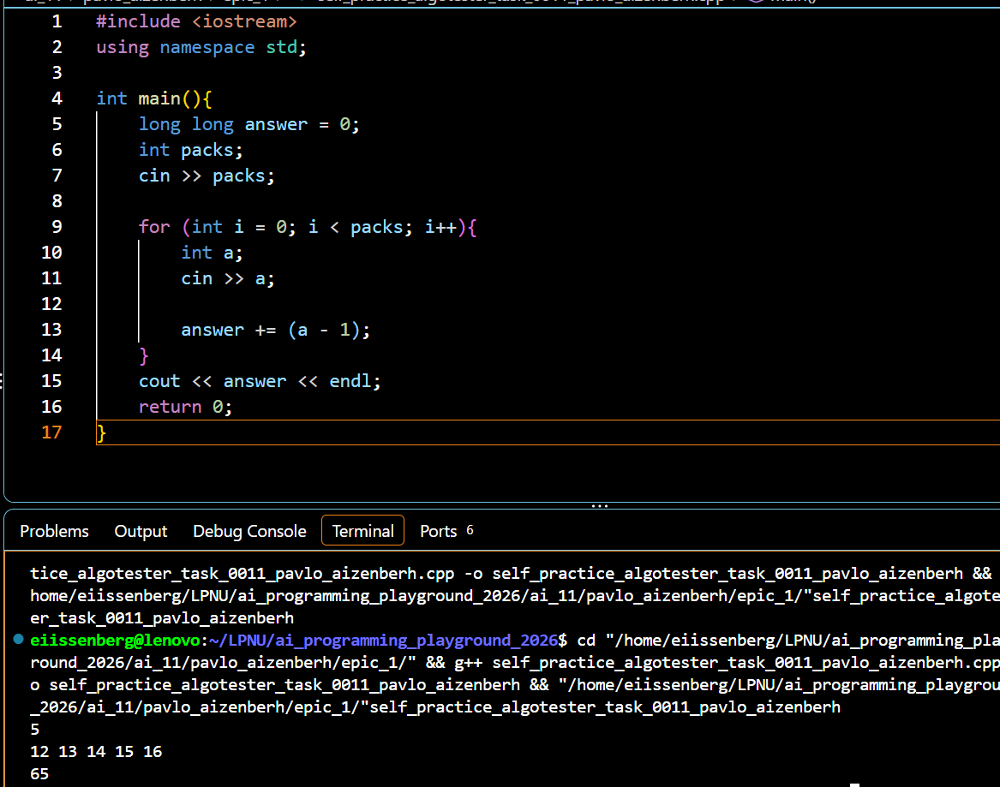 1 #include <iostream>
2 using namespace std;
3
4 int main(){
5     long long answer = 0;
6     int packs;
7     cin >> packs;
8
9     for (int i = 0; i < packs; i++){
10         int a;
11         cin >> a;
12
13         answer += (a - 1);
14     }
15     cout << answer << endl;
16     return 0;
17 }
Problems Output Debug Console Terminal Ports 6
tice_algotester_task_0011_pavlo_aizenberh.cpp -o self_practice_algotester_task_0011_pavlo_aizenberh &&
home/eiissenberg/LPNU/ai_programming_playground_2026/ai_11/pavlo_aizenberh/epic_1/"self_practice_algote
er_task_0011_pavlo_aizenberh
eiissenberg@lenovo:~/LPNU/ai_programming_playground_2026$ cd "/home/eiissenberg/LPNU/ai_programming_pla
round_2026/ai_11/pavlo_aizenberh/epic_1/" && g++ self_practice_algotester_task_0011_pavlo_aizenberh.cpp
o self_practice_algotester_task_0011_pavlo_aizenberh && "/home/eiissenberg/LPNU/ai_programming_playgrou
_2026/ai_11/pavlo_aizenberh/epic_1/"self_practice_algotester_task_0011_pavlo_aizenberh
5
12 13 14 15 16
65